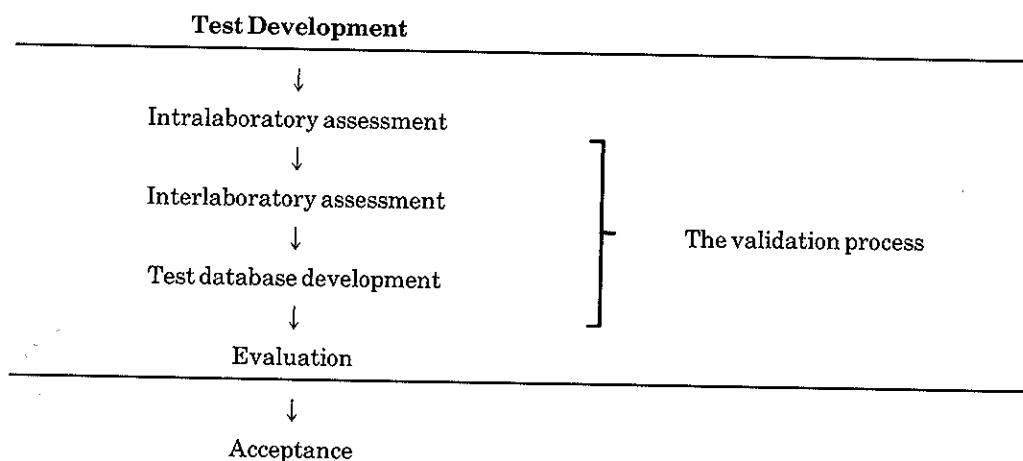 Test Development
↓
Intralaboratory assessment
↓
Interlaboratory assessment
↓
The validation process
Test database development
↓
Evaluation
↓
Acceptance